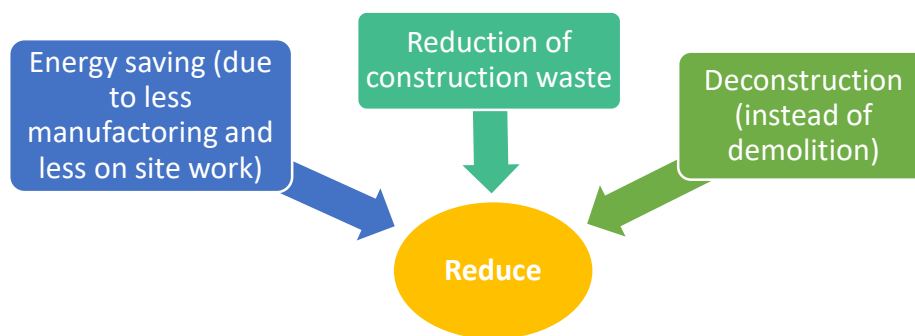 Energy saving (due
to less
manufactoring and
less on site work)
Reduction of
construction waste
Deconstruction
(instead of
demolition)
Reduce